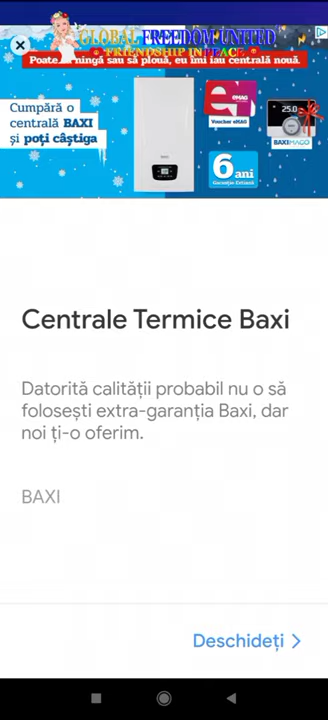 GLOBAL FREEDOM UNITED
FRIENDSHIP IN PEACE
Poate ningă sau să plouă, eu îmi iau centrală nouă.
Cumpără o
centrală BAXI
și poți câștiga
eMAG
Voucher eMAG
25.0
BAXI MAGO
6 ani
Garanție Extinsă
Centrale Termice Baxi
Datorită calității probabil nu o să
folosești extra-garanția Baxi, dar
noi ți-o oferim.
BAXI
Deschideți